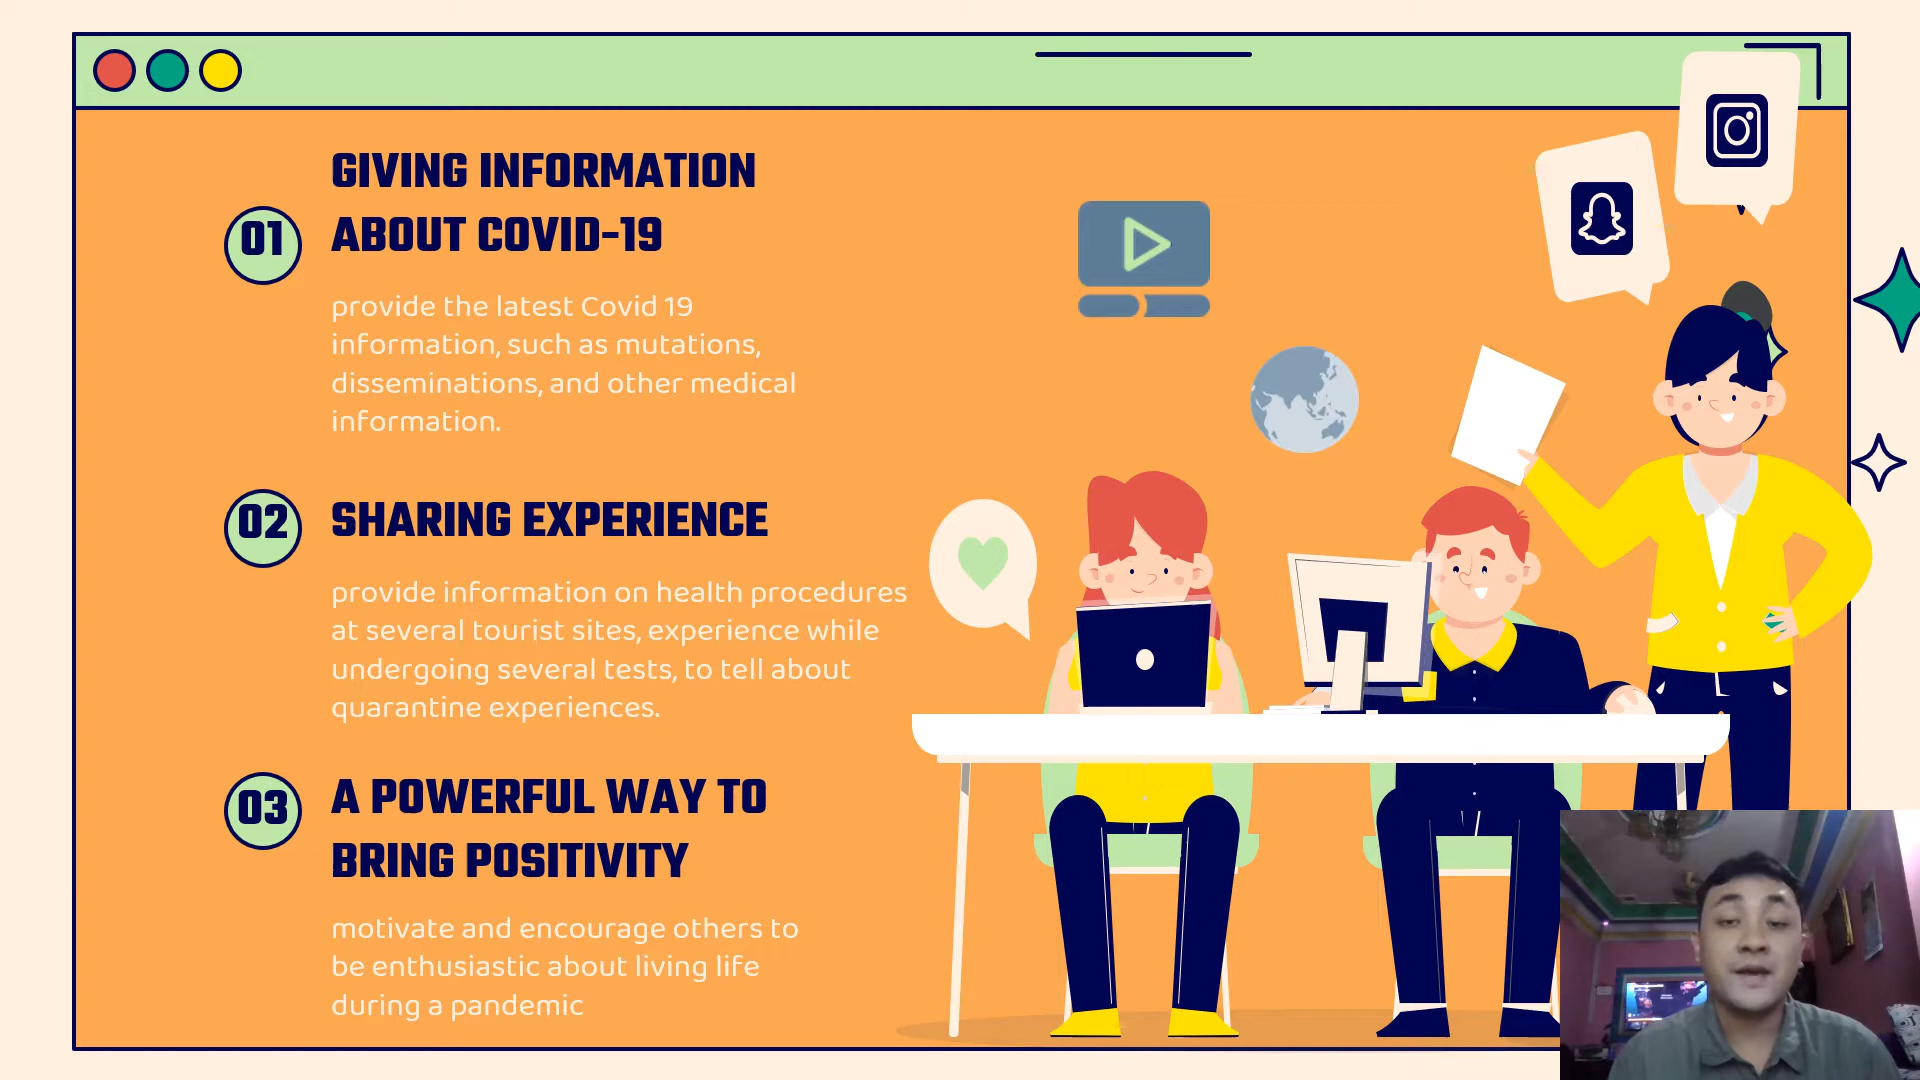 01
GIVING INFORMATION
ABOUT COVID-19
provide the latest Covid 19
information, such as mutations,
disseminations, and other medical
information.
02
SHARING EXPERIENCE
provide information on health procedures
at several tourist sites, experience while
undergoing several tests, to tell about
quarantine experiences.
03
A POWERFUL WAY TO
BRING POSITIVITY
motivate and encourage others to
be enthusiastic about living life
during a pandemic